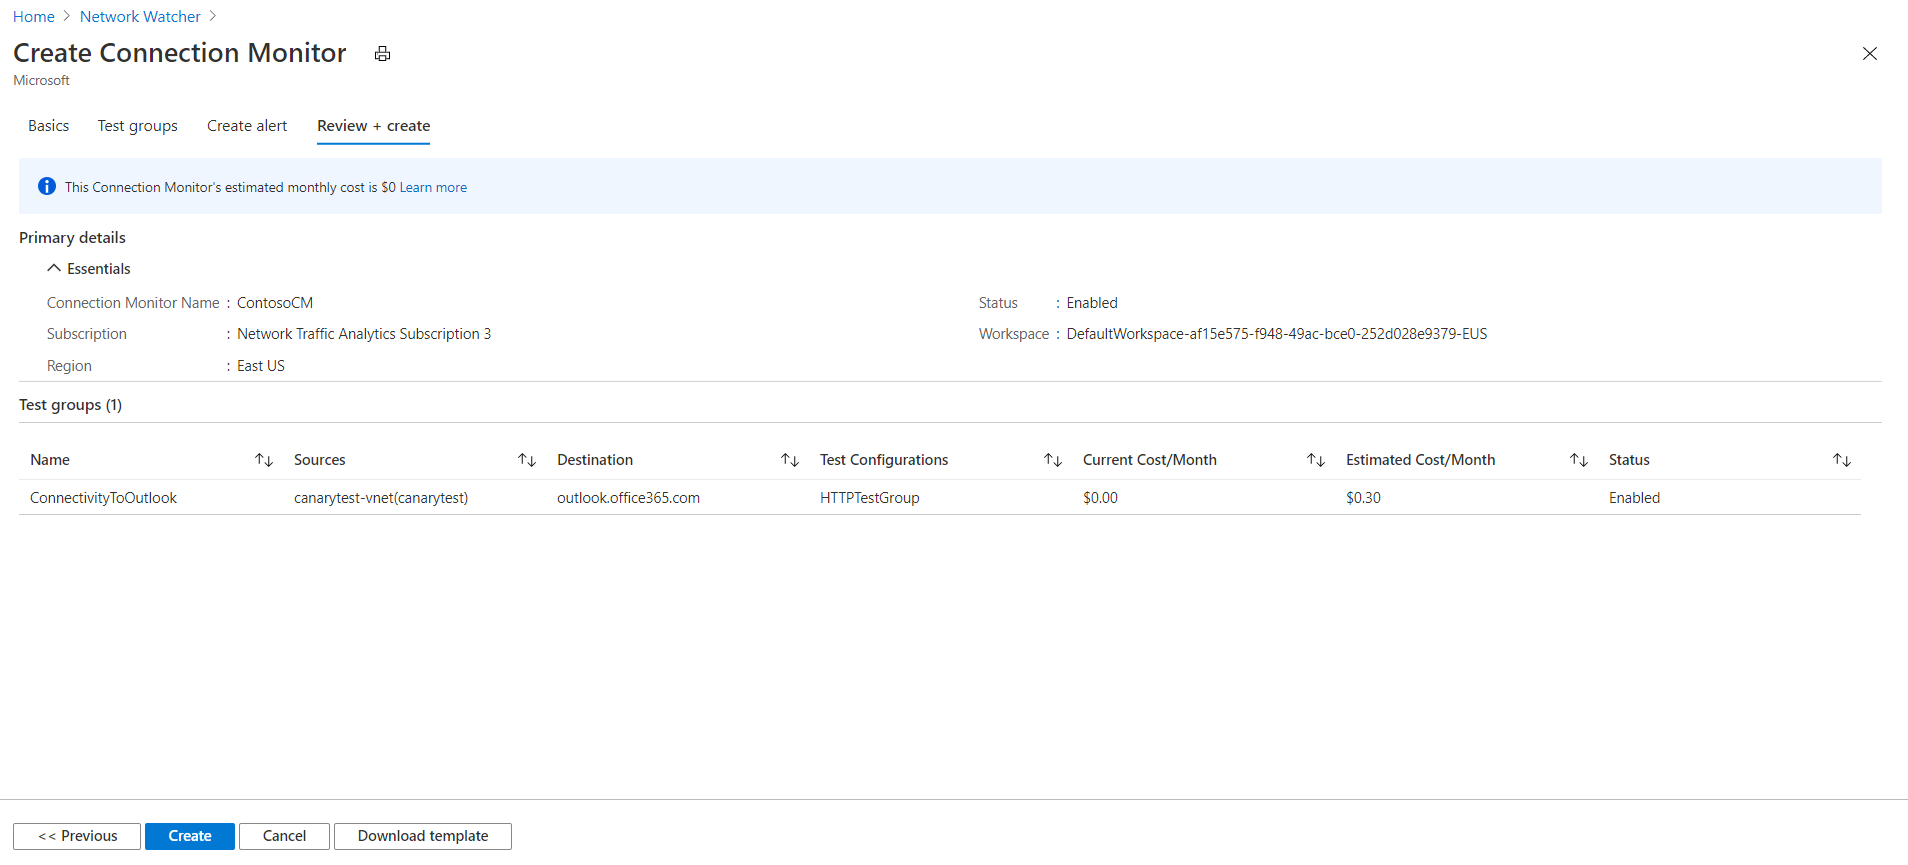 Home > Network Watcher >
Create Connection Monitor
Microsoft
Basics Test groups Create alert Review + create
This Connection Monitor's estimated monthly cost is $0 Learn more
Primary details
Essentials
Connection Monitor Name : ContosoCM Status : Enabled
Subscription : Network Traffic Analytics Subscription 3 Workspace : DefaultWorkspace-af15e575-f948-49ac-bce0-252d028e9379-EUS
Region : East US
Test groups (1)
Name Sources Destination Test Configurations Current Cost/Month Estimated Cost/Month Status
ConnectivityToOutlook canarytest-vnet(canarytest) outlook.office365.com HTTPTestGroup $0.00 $0.30 Enabled
<< Previous Create Cancel Download template